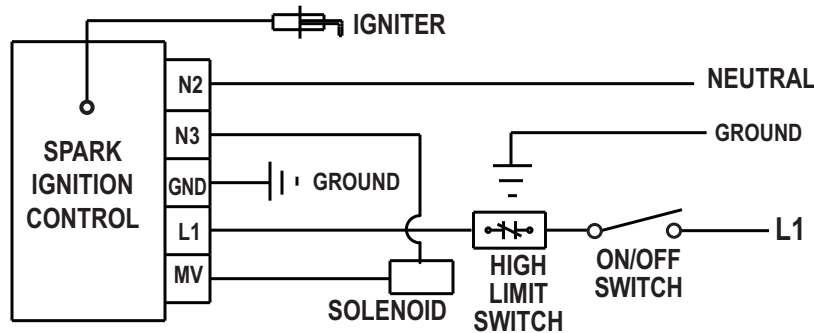 IGNITER
N2
NEUTRAL
N3
GROUND
SPARK
IGNITION
CONTROL
GND
GROUND
L1
L1
MV
SOLENOID
HIGH
LIMIT
SWITCH
ON/OFF
SWITCH